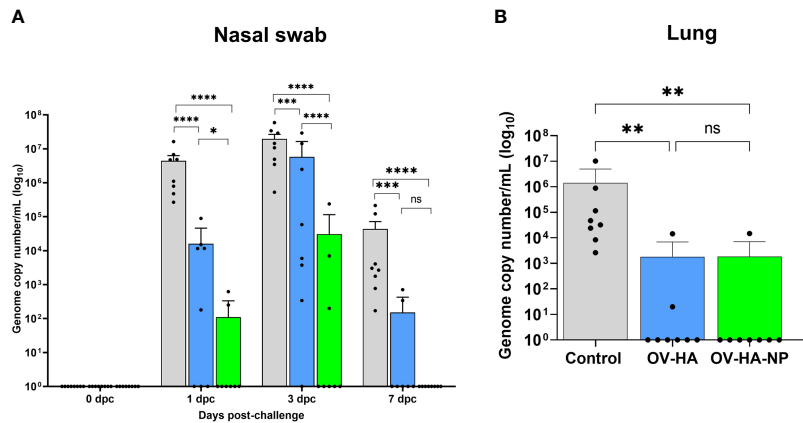 A
Nasal swab
Genome copy number/mL (log10)
10⁸
10⁷
10⁶
10⁵
10⁴
10³
10²
10¹
10⁰
****
****
*
****
***
****
****
***
ns
0 dpc 1 dpc 3 dpc 7 dpc
Days post-challenge
B
Lung
Genome copy number/mL (log10)
10⁸
10⁷
10⁶
10⁵
10⁴
10³
10²
10¹
10⁰
**
**
ns
Control OV-HA OV-HA-NP